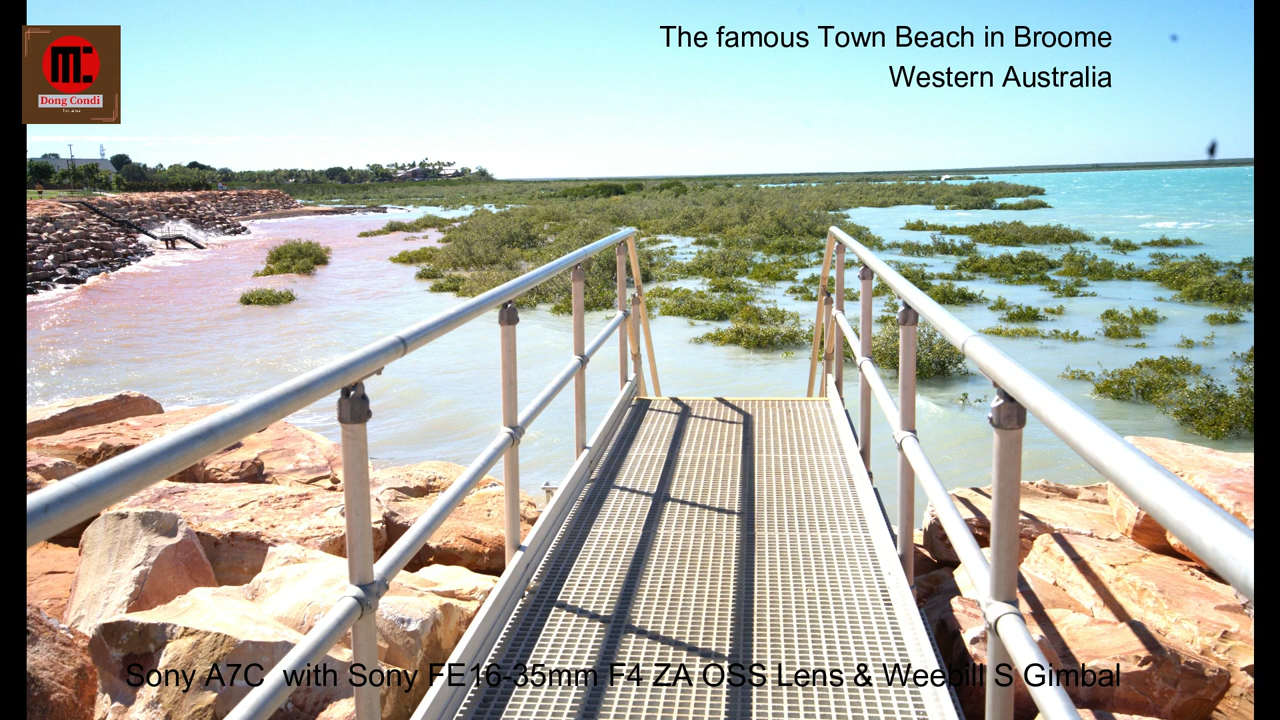 The famous Town Beach in Broome
Western Australia
MC
Dong Condi
Sony A7C  with Sony FE16-35mm F4 ZA OSS Lens & Weebill S Gimbal